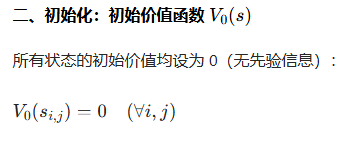 二、初始化：初始价值函数 V₀(s)
所有状态的初始价值均设为 0（无先验信息）：
V₀(sᵢ,ⱼ) = 0 (∀i, j)